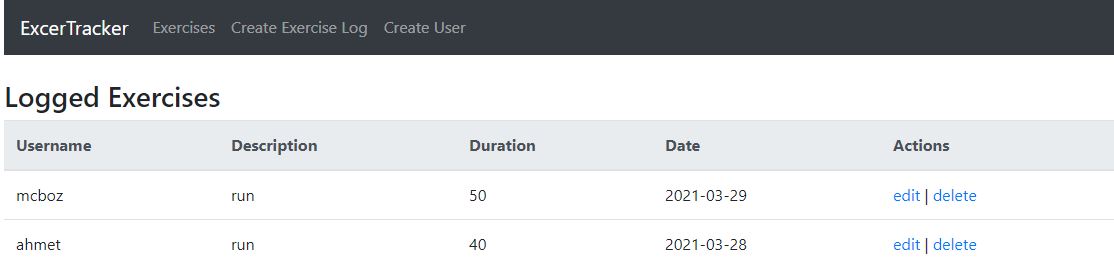 ExcerTracker Exercises Create Exercise Log Create User
Logged Exercises
Username Description Duration Date Actions
mcboz run 50 2021-03-29 edit | delete
ahmet run 40 2021-03-28 edit | delete